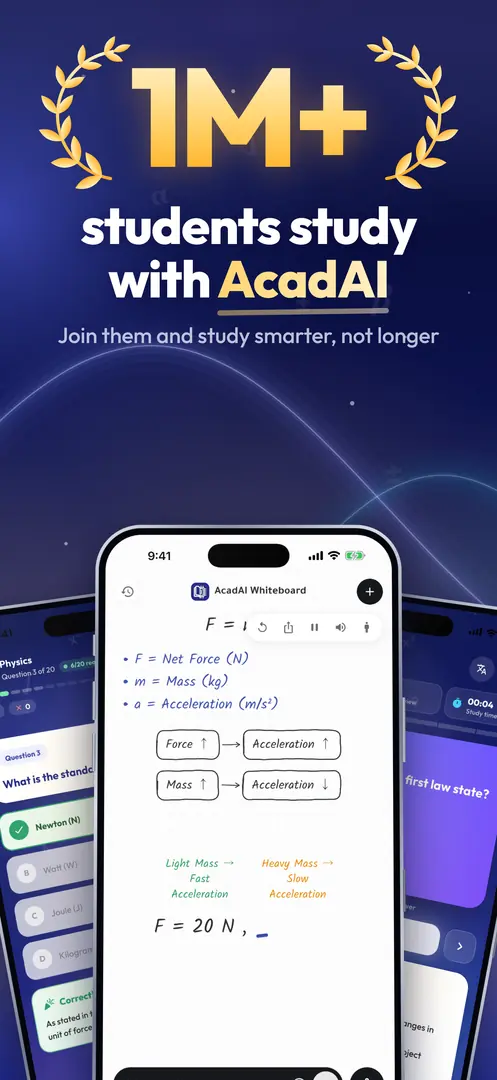 1M+
students study
with AcadAI
Join them and study smarter, not longer
9:41
AcadAI Whiteboard
F =
• F = Net Force (N)
• m = Mass (kg)
• a = Acceleration (m/s²)
Force ↑ → Acceleration ↑
Mass ↑ → Acceleration ↓
Light Mass →
Fast
Acceleration
Heavy Mass →
Slow
Acceleration
F = 20 N ,
Physics
Question 3 of 20
6/20
× 0
Question 3
What is the
Newton (N)
B Watt (W)
C Joule (J)
D
Correct
As stated in
unit of force
00:04
Study time
first law state?